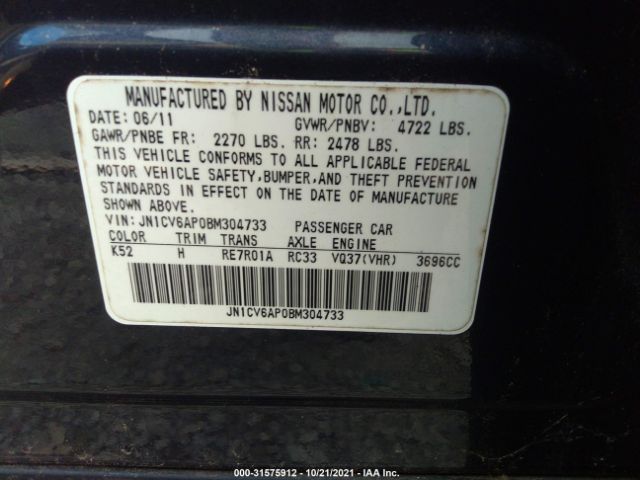 MANUFACTURED BY NISSAN MOTOR CO.,LTD.
DATE: 06/11 GVWR/PNBV: 4722 LBS.
GAWR/PNBE FR: 2270 LBS. RR: 2478 LBS.
THIS VEHICLE CONFORMS TO ALL APPLICABLE FEDERAL
MOTOR VEHICLE SAFETY,BUMPER,AND THEFT PREVENTION
STANDARDS IN EFFECT ON THE DATE OF MANUFACTURE
SHOWN ABOVE.
VIN: JN1CV6AP0BM304733 PASSENGER CAR
COLOR TRIM TRANS AXLE ENGINE
K52 H RE7R01A RC33 VQ37(VHR) 3696CC
JN1CV6AP0BM304733
000-31575912 - 10/21/2021 - IAA Inc.